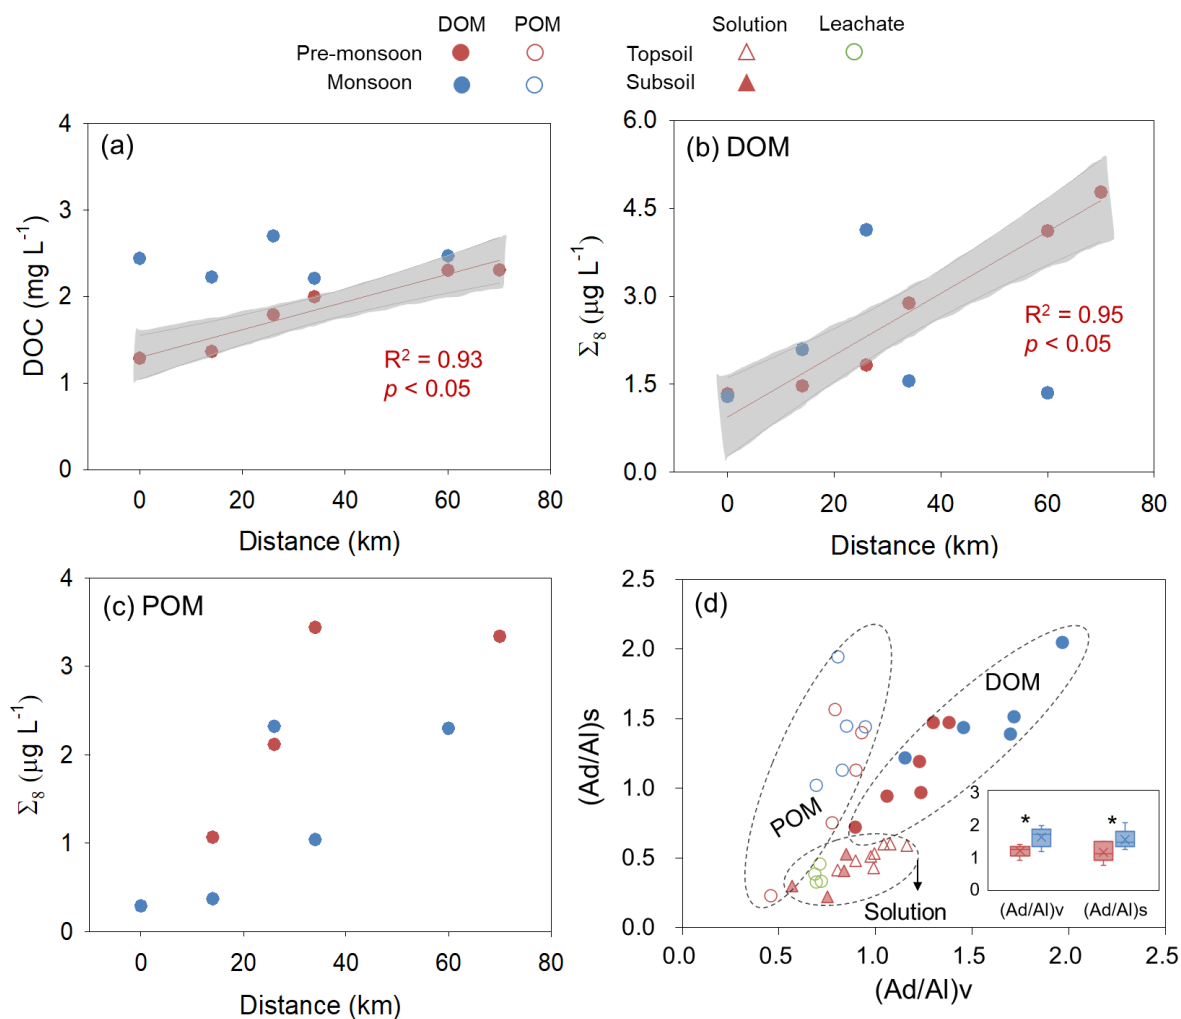 DOM POM
Pre-monsoon
Monsoon
Solution Leachate
Topsoil
Subsoil
(a)
4
3
2
1
0
DOC (mg L⁻¹)
R² = 0.93
p < 0.05
0 20 40 60 80
Distance (km)
(b) DOM
6.0
4.5
3.0
1.5
0.0
Σ₈ (µg L⁻¹)
R² = 0.95
p < 0.05
0 20 40 60 80
Distance (km)
(c) POM
4
3
2
1
0
Σ₈ (µg L⁻¹)
0 20 40 60 80
Distance (km)
(d)
2.5
2.0
1.5
1.0
0.5
0.0
(Ad/Al)s
DOM
POM
Solution
3
2
1
0
* *
(Ad/Al)v (Ad/Al)s
0.0 0.5 1.0 1.5 2.0 2.5
(Ad/Al)v